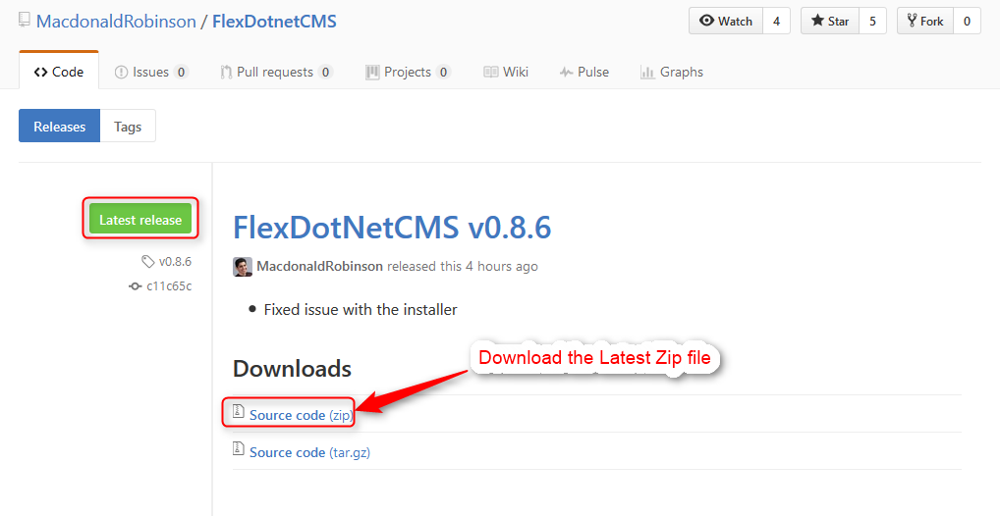 MacdonaldRobinson / FlexDotnetCMS
Watch 4 Star 5 Fork 0
Code Issues 0 Pull requests 0 Projects 0 Wiki Pulse Graphs
Releases Tags
Latest release
v0.8.6
c11c65c
FlexDotNetCMS v0.8.6
MacdonaldRobinson released this 4 hours ago
Fixed issue with the installer
Download the Latest Zip file
Downloads
Source code (zip)
Source code (tar.gz)